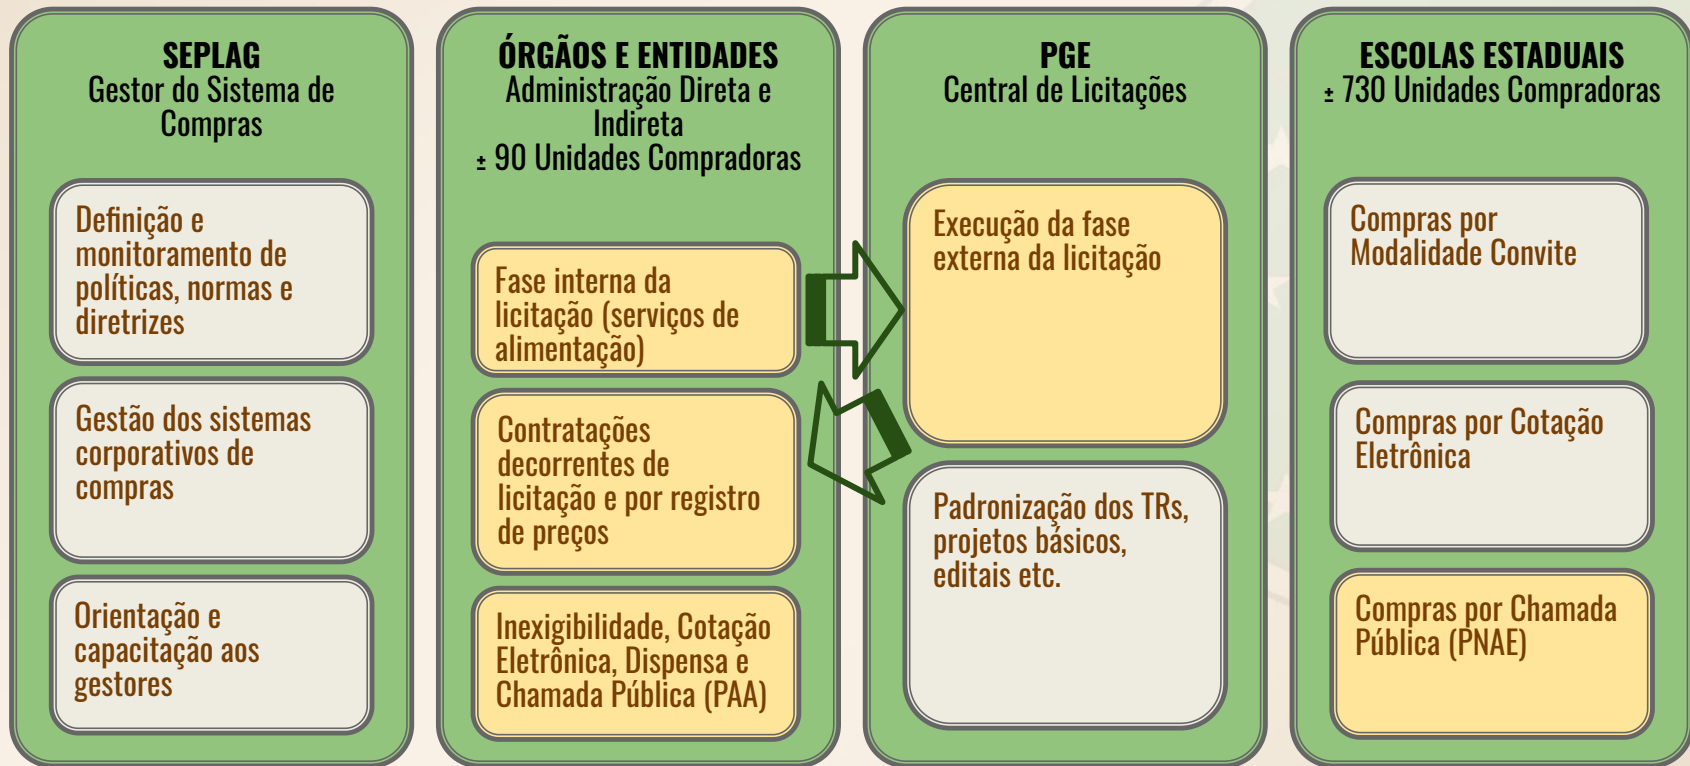 SEPLAG
Gestor do Sistema de
Compras
Definição e
monitoramento de
políticas, normas e
diretrizes
Gestão dos sistemas
corporativos de
compras
Orientação e
capacitação aos
gestores
ÓRGÃOS E ENTIDADES
Administração Direta e
Indireta
± 90 Unidades Compradoras
Fase interna da
licitação (serviços de
alimentação)
Contratações
decorrentes de
licitação e por registro
de preços
Inexigibilidade, Cotação
Eletrônica, Dispensa e
Chamada Pública (PAA)
PGE
Central de Licitações
Execução da fase
externa da licitação
Padronização dos TRs,
projetos básicos,
editais etc.
ESCOLAS ESTADUAIS
± 730 Unidades Compradoras
Compras por
Modalidade Convite
Compras por Cotação
Eletrônica
Compras por Chamada
Pública (PNAE)